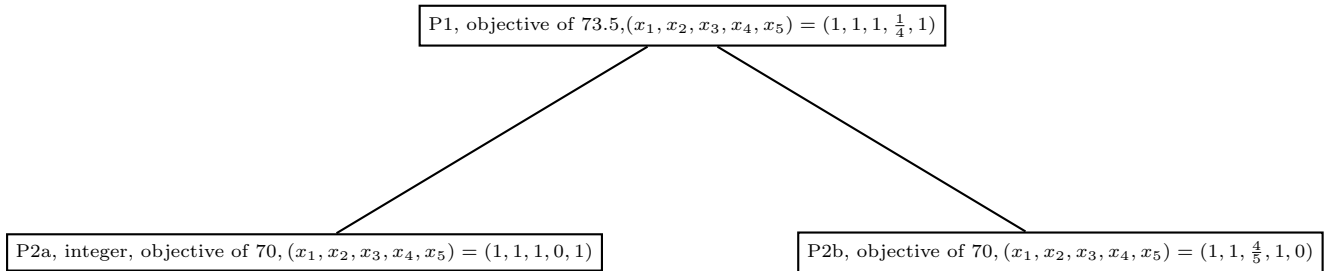 P1, objective of 73.5,(x₁, x₂, x₃, x₄, x₅) = (1, 1, 1, 1/4, 1)
P2a, integer, objective of 70, (x₁, x₂, x₃, x₄, x₅) = (1, 1, 1, 0, 1)
P2b, objective of 70, (x₁, x₂, x₃, x₄, x₅) = (1, 1, 4/5, 1, 0)